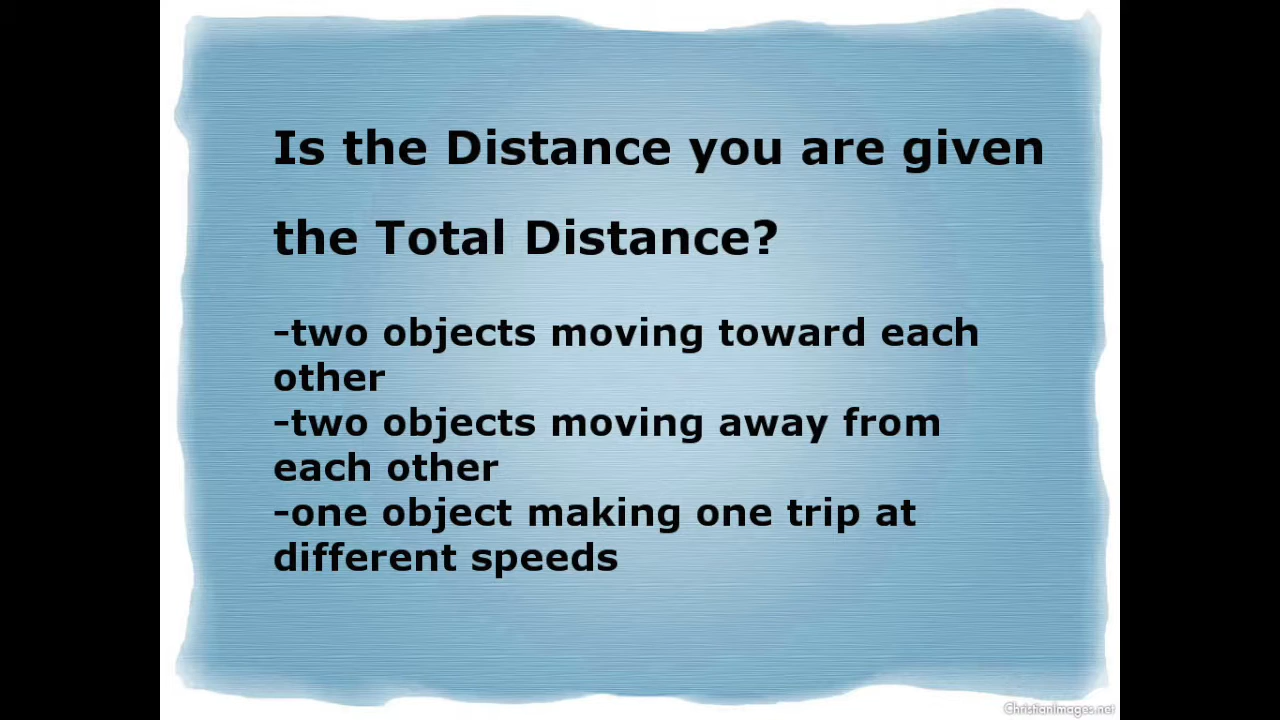 Is the Distance you are given
the Total Distance?
-two objects moving toward each
other
-two objects moving away from
each other
-one object making one trip at
different speeds
ChristianImages.net